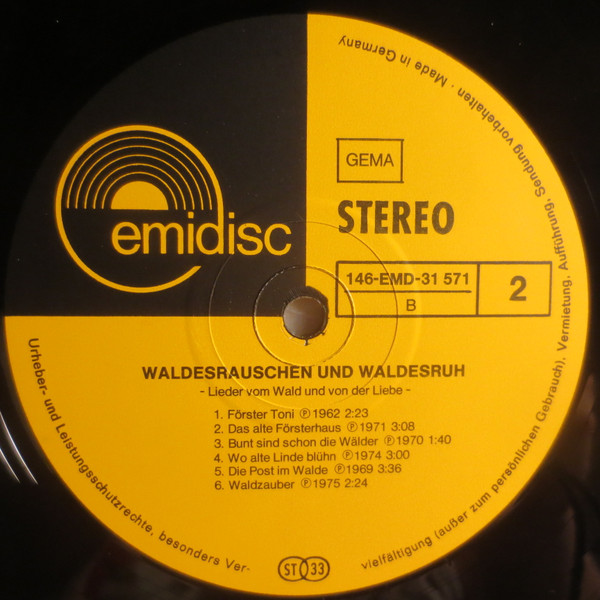 emidisc
GEMA
STEREO
146-EMD-31 571
B
2
WALDESRAUSCHEN UND WALDESRUH
- Lieder vom Wald und von der Liebe -
1. Förster Toni ℗ 1962 2:23
2. Das alte Försterhaus ℗ 1971 3:08
3. Bunt sind schon die Wälder ℗ 1970 1:40
4. Wo alte Linde blühn ℗ 1974 3:00
5. Die Post im Walde ℗ 1969 3:36
6. Waldzauber ℗ 1975 2:24
Urheber- und Leistungsschutzrechte, besonders Ver-
vielfältigung (außer zum persönlichen Gebrauch), Vermietung, Aufführung, Sendung vorbehalten · Made in Germany
ST 33